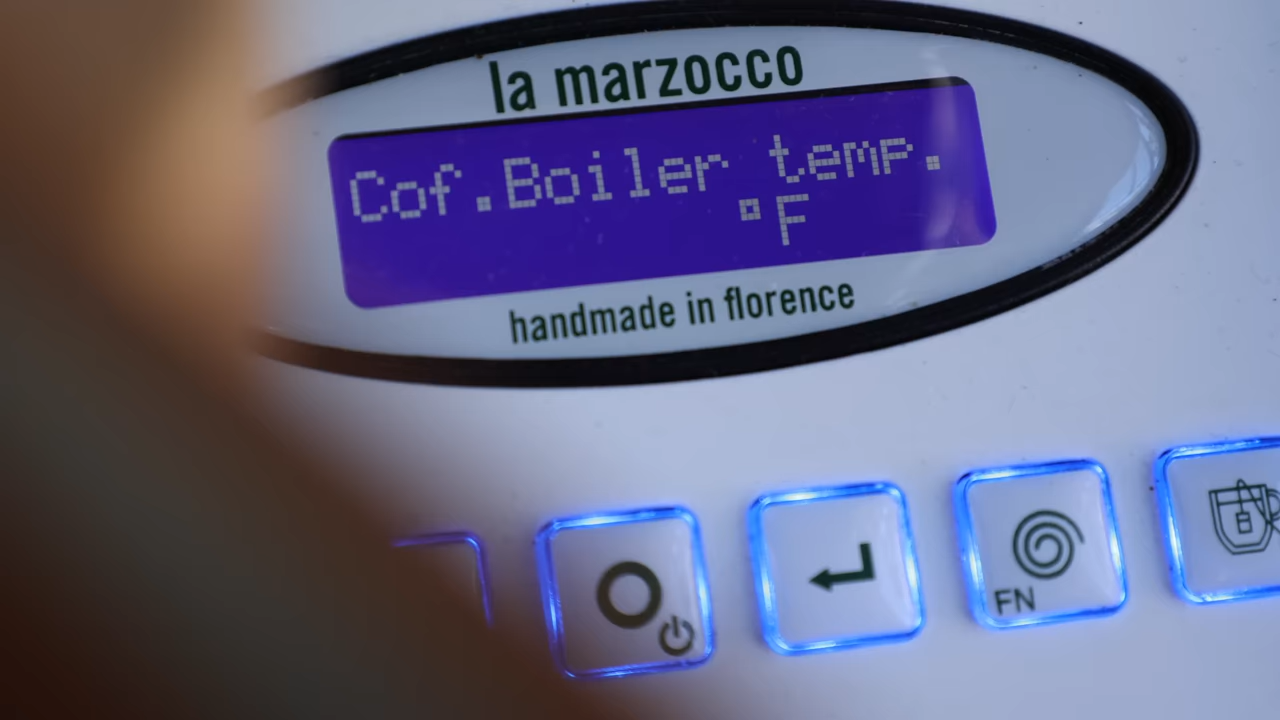 la marzocco
Cof.Boiler temp.
°F
handmade in florence
FN